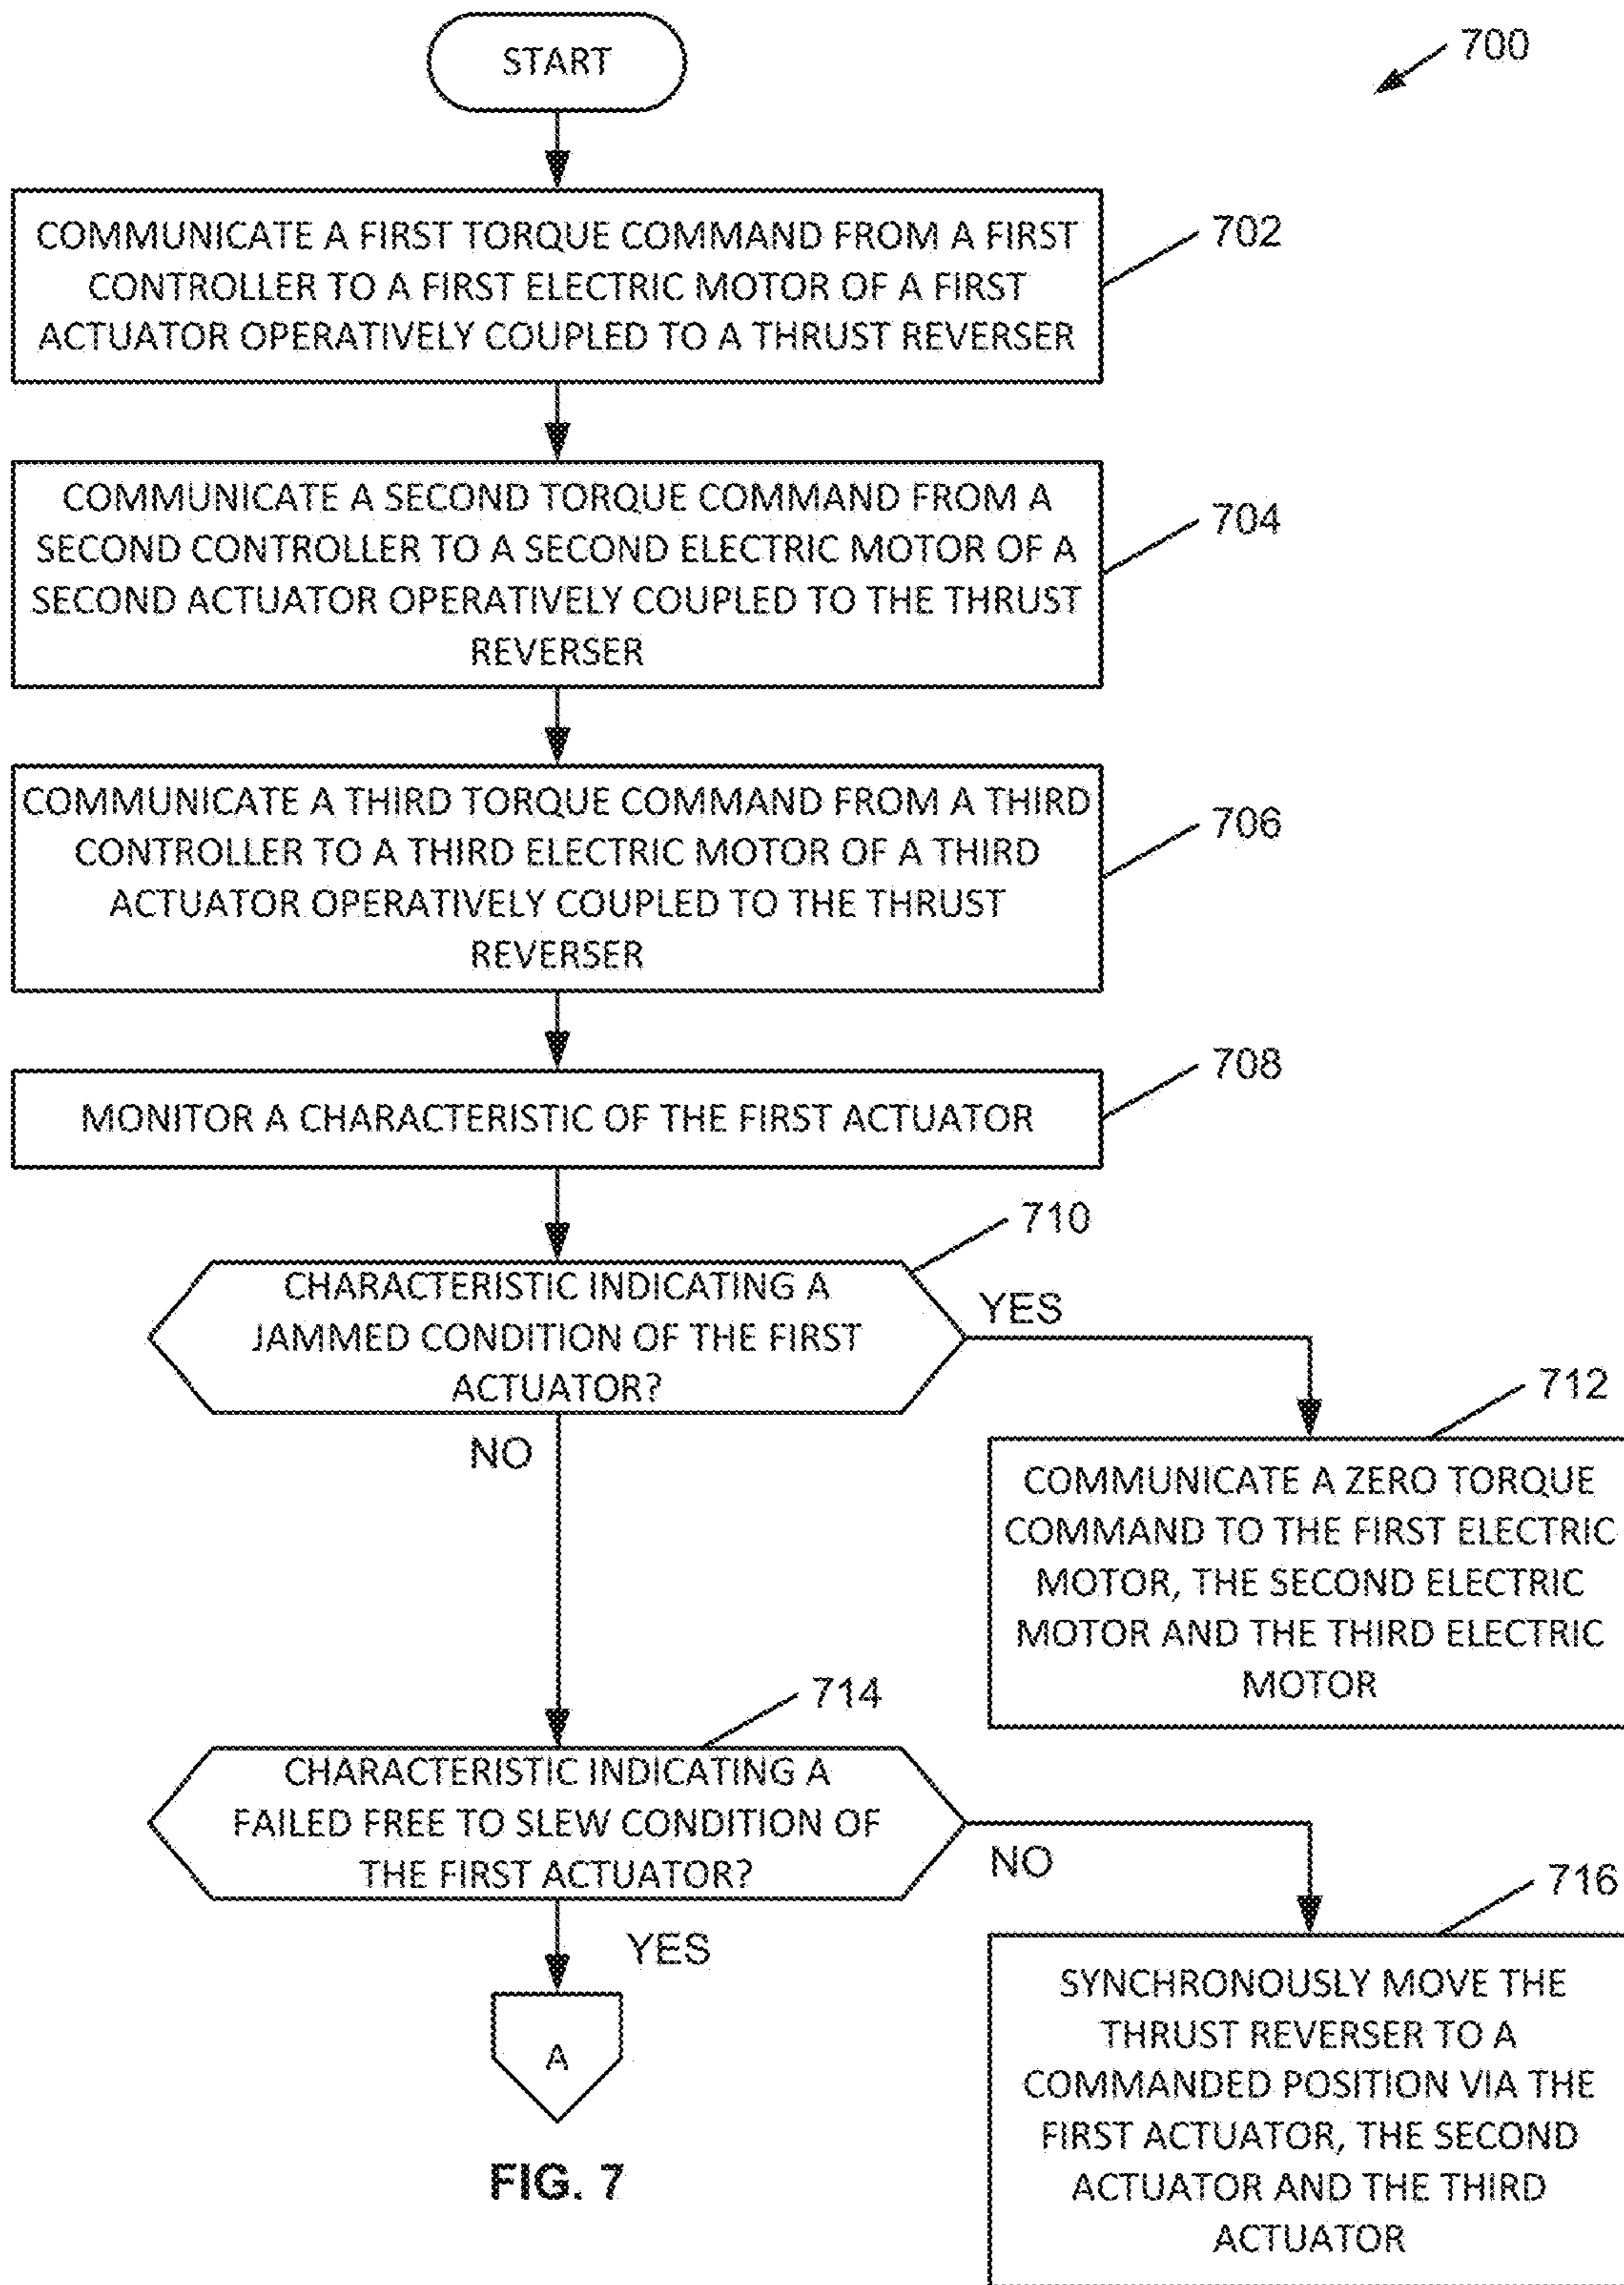 START
700
COMMUNICATE A FIRST TORQUE COMMAND FROM A FIRST
CONTROLLER TO A FIRST ELECTRIC MOTOR OF A FIRST
ACTUATOR OPERATIVELY COUPLED TO A THRUST REVERSER
702
COMMUNICATE A SECOND TORQUE COMMAND FROM A
SECOND CONTROLLER TO A SECOND ELECTRIC MOTOR OF A
SECOND ACTUATOR OPERATIVELY COUPLED TO THE THRUST
REVERSER
704
COMMUNICATE A THIRD TORQUE COMMAND FROM A THIRD
CONTROLLER TO A THIRD ELECTRIC MOTOR OF A THIRD
ACTUATOR OPERATIVELY COUPLED TO THE THRUST
REVERSER
706
MONITOR A CHARACTERISTIC OF THE FIRST ACTUATOR
708
CHARACTERISTIC INDICATING A
JAMMED CONDITION OF THE FIRST
ACTUATOR?
710
YES
NO
712
COMMUNICATE A ZERO TORQUE
COMMAND TO THE FIRST ELECTRIC
MOTOR, THE SECOND ELECTRIC
MOTOR AND THE THIRD ELECTRIC
MOTOR
714
CHARACTERISTIC INDICATING A
FAILED FREE TO SLEW CONDITION OF
THE FIRST ACTUATOR?
NO
YES
716
SYNCHRONOUSLY MOVE THE
THRUST REVERSER TO A
COMMANDED POSITION VIA THE
FIRST ACTUATOR, THE SECOND
ACTUATOR AND THE THIRD
ACTUATOR
A
FIG. 7